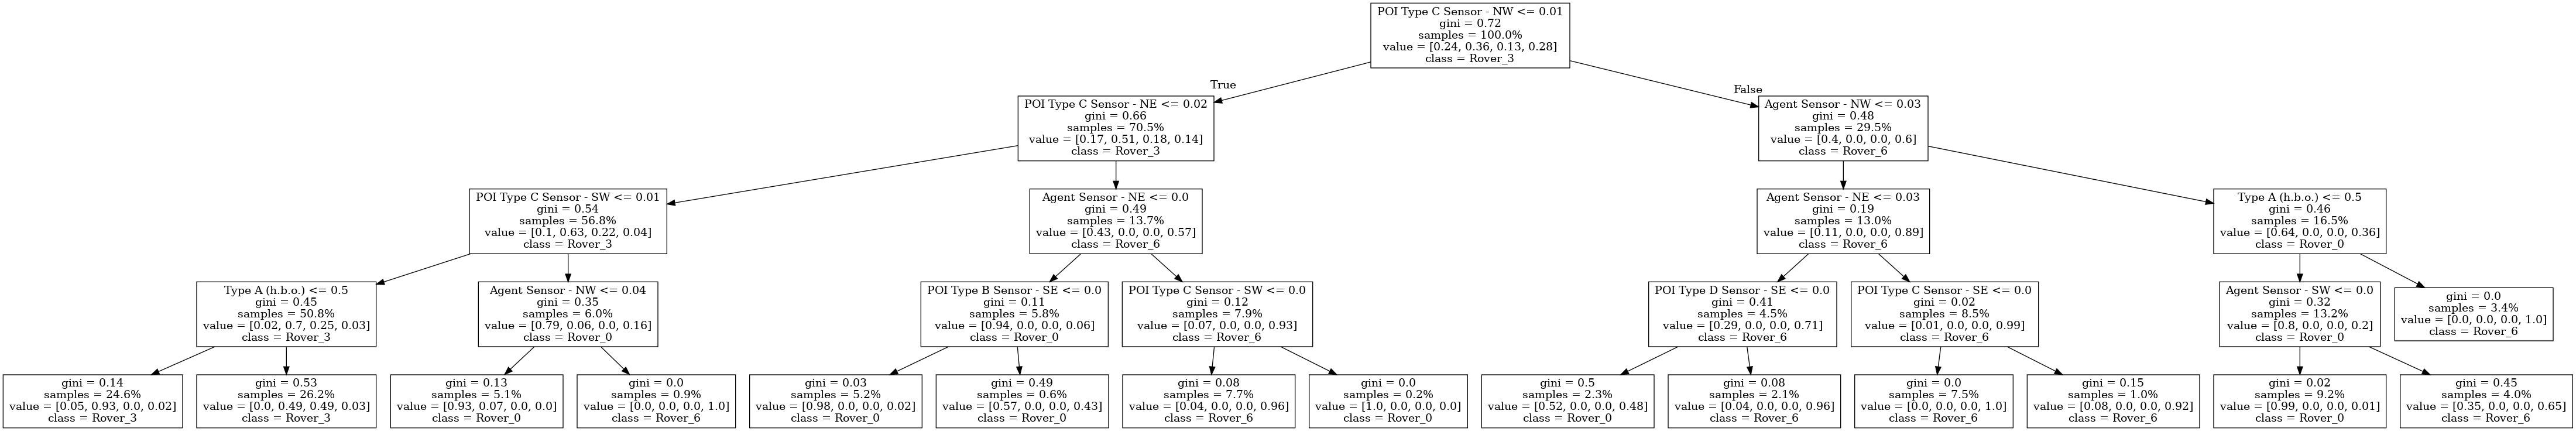 POI Type C Sensor - NW <= 0.01
gini = 0.72
samples = 100.0%
value = [0.24, 0.36, 0.13, 0.28]
class = Rover_3
True
False
POI Type C Sensor - NE <= 0.02
gini = 0.66
samples = 70.5%
value = [0.17, 0.51, 0.18, 0.14]
class = Rover_3
Agent Sensor - NW <= 0.03
gini = 0.48
samples = 29.5%
value = [0.4, 0.0, 0.0, 0.6]
class = Rover_6
POI Type C Sensor - SW <= 0.01
gini = 0.54
samples = 56.8%
value = [0.1, 0.63, 0.22, 0.04]
class = Rover_3
Agent Sensor - NE <= 0.0
gini = 0.49
samples = 13.7%
value = [0.43, 0.0, 0.0, 0.57]
class = Rover_6
Agent Sensor - NE <= 0.03
gini = 0.19
samples = 13.0%
value = [0.11, 0.0, 0.0, 0.89]
class = Rover_6
Type A (h.b.o.) <= 0.5
gini = 0.46
samples = 16.5%
value = [0.64, 0.0, 0.0, 0.36]
class = Rover_0
Type A (h.b.o.) <= 0.5
gini = 0.45
samples = 50.8%
value = [0.02, 0.7, 0.25, 0.03]
class = Rover_3
Agent Sensor - NW <= 0.04
gini = 0.35
samples = 6.0%
value = [0.79, 0.06, 0.0, 0.16]
class = Rover_0
POI Type B Sensor - SE <= 0.0
gini = 0.11
samples = 5.8%
value = [0.94, 0.0, 0.0, 0.06]
class = Rover_0
POI Type C Sensor - SW <= 0.0
gini = 0.12
samples = 7.9%
value = [0.07, 0.0, 0.0, 0.93]
class = Rover_6
POI Type D Sensor - SE <= 0.0
gini = 0.41
samples = 4.5%
value = [0.29, 0.0, 0.0, 0.71]
class = Rover_6
POI Type C Sensor - SE <= 0.0
gini = 0.02
samples = 8.5%
value = [0.01, 0.0, 0.0, 0.99]
class = Rover_6
Agent Sensor - SW <= 0.0
gini = 0.32
samples = 13.2%
value = [0.8, 0.0, 0.0, 0.2]
class = Rover_0
gini = 0.0
samples = 3.4%
value = [0.0, 0.0, 0.0, 1.0]
class = Rover_6
gini = 0.14
samples = 24.6%
value = [0.05, 0.93, 0.0, 0.02]
class = Rover_3
gini = 0.53
samples = 26.2%
value = [0.0, 0.49, 0.49, 0.03]
class = Rover_3
gini = 0.13
samples = 5.1%
value = [0.93, 0.07, 0.0, 0.0]
class = Rover_0
gini = 0.0
samples = 0.9%
value = [0.0, 0.0, 0.0, 1.0]
class = Rover_6
gini = 0.03
samples = 5.2%
value = [0.98, 0.0, 0.0, 0.02]
class = Rover_0
gini = 0.49
samples = 0.6%
value = [0.57, 0.0, 0.0, 0.43]
class = Rover_0
gini = 0.08
samples = 7.7%
value = [0.04, 0.0, 0.0, 0.96]
class = Rover_6
gini = 0.0
samples = 0.2%
value = [1.0, 0.0, 0.0, 0.0]
class = Rover_0
gini = 0.5
samples = 2.3%
value = [0.52, 0.0, 0.0, 0.48]
class = Rover_0
gini = 0.08
samples = 2.1%
value = [0.04, 0.0, 0.0, 0.96]
class = Rover_6
gini = 0.0
samples = 7.5%
value = [0.0, 0.0, 0.0, 1.0]
class = Rover_6
gini = 0.15
samples = 1.0%
value = [0.08, 0.0, 0.0, 0.92]
class = Rover_6
gini = 0.02
samples = 9.2%
value = [0.99, 0.0, 0.0, 0.01]
class = Rover_0
gini = 0.45
samples = 4.0%
value = [0.35, 0.0, 0.0, 0.65]
class = Rover_6